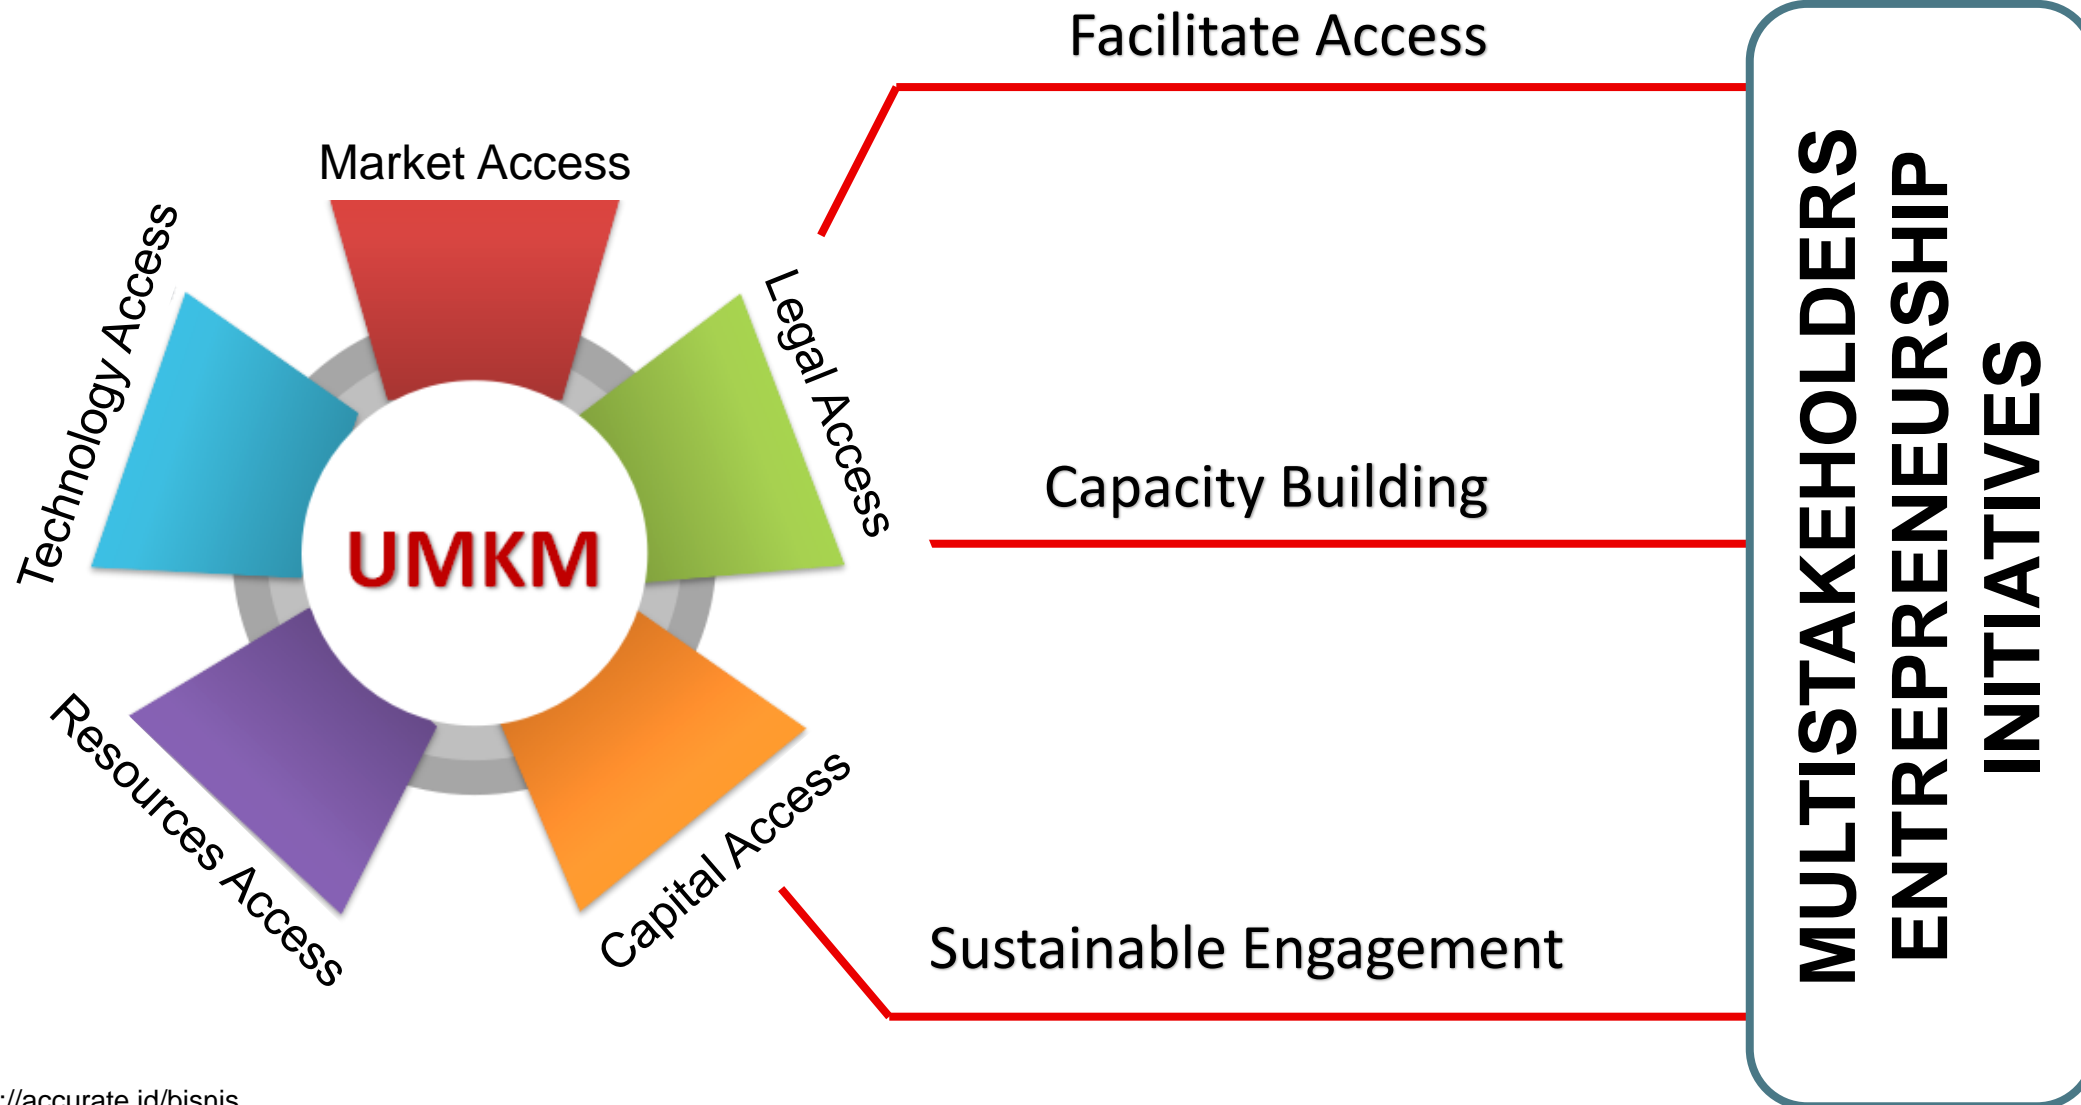 Facilitate Access
Market Access
Technology Access
Legal Access
UMKM
Capacity Building
Resources Access
Capital Access
Sustainable Engagement
MULTISTAKEHOLDERS
ENTREPRENEURSHIP
INITIATIVES
://accurate.id/bisnis